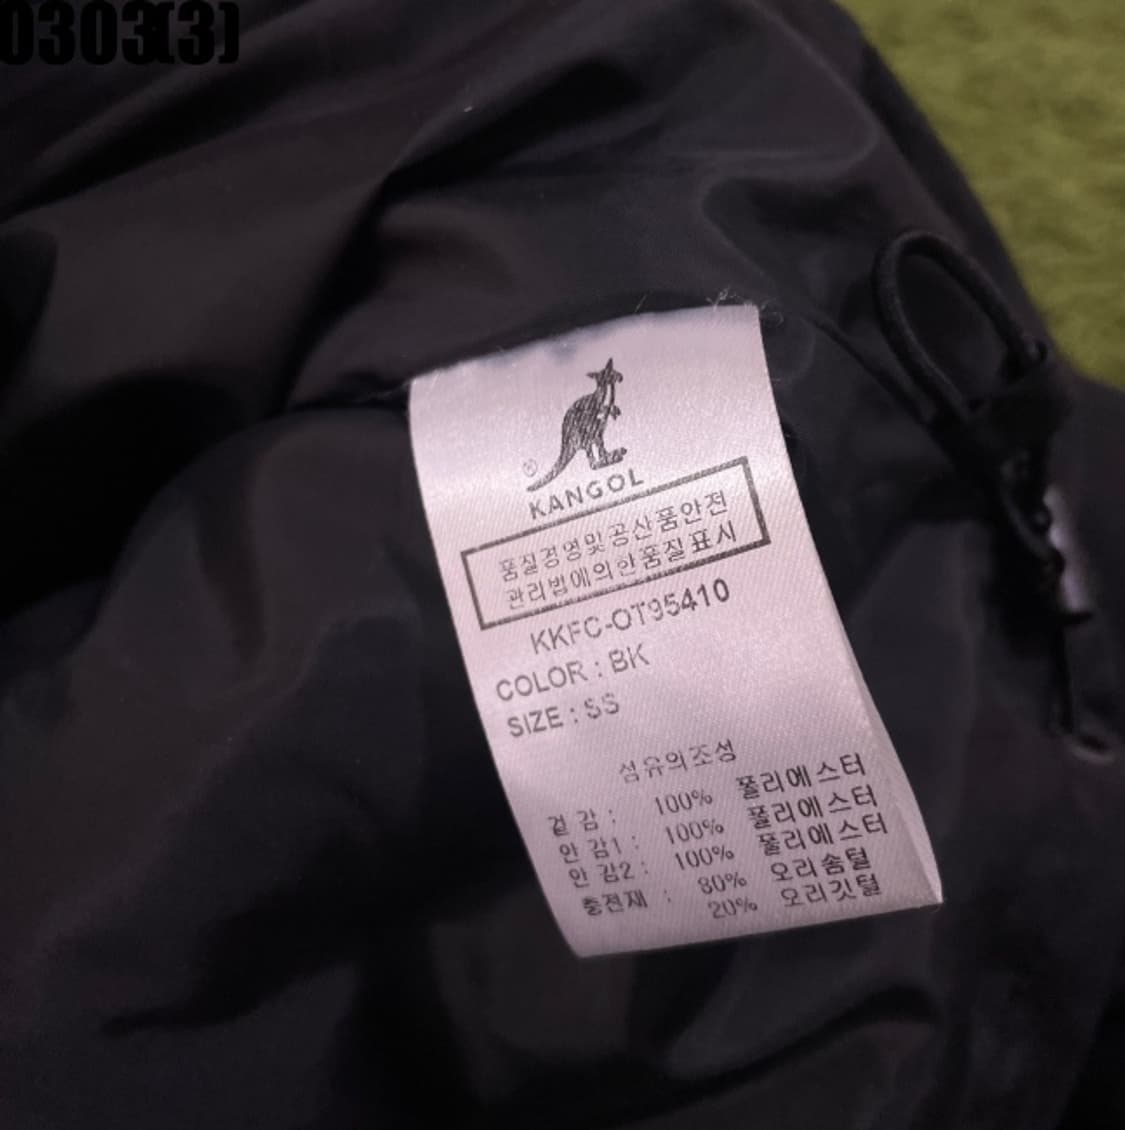 0303(3)
®
KANGOL
품질경영및공산품안전
관리법에의한품질표시
KKFC-OT95410
COLOR : BK
SIZE : SS
섬유의조성
겉 감 : 100% 폴리에스터
안 감1 : 100% 폴리에스터
안 감2 : 100% 폴리에스터
충전재 : 80% 오리솜털
20% 오리깃털